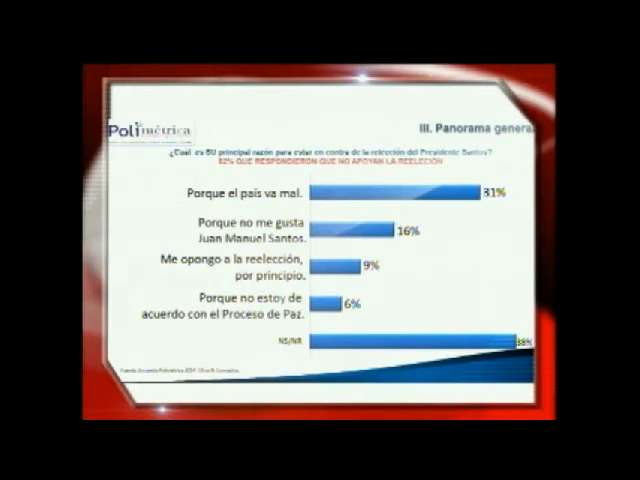 Polimétrica
III. Panorama general
¿Cuál es SU principal razón para estar en contra de la relección del Presidente Santos?
62% QUE RESPONDIERON QUE NO APOYAN LA REELECIÓN
Porque el país va mal. 31%
Porque no me gusta
Juan Manuel Santos. 16%
Me opongo a la reelección,
por principio. 9%
Porque no estoy de
acuerdo con el Proceso de Paz. 6%
NS/NR 38%